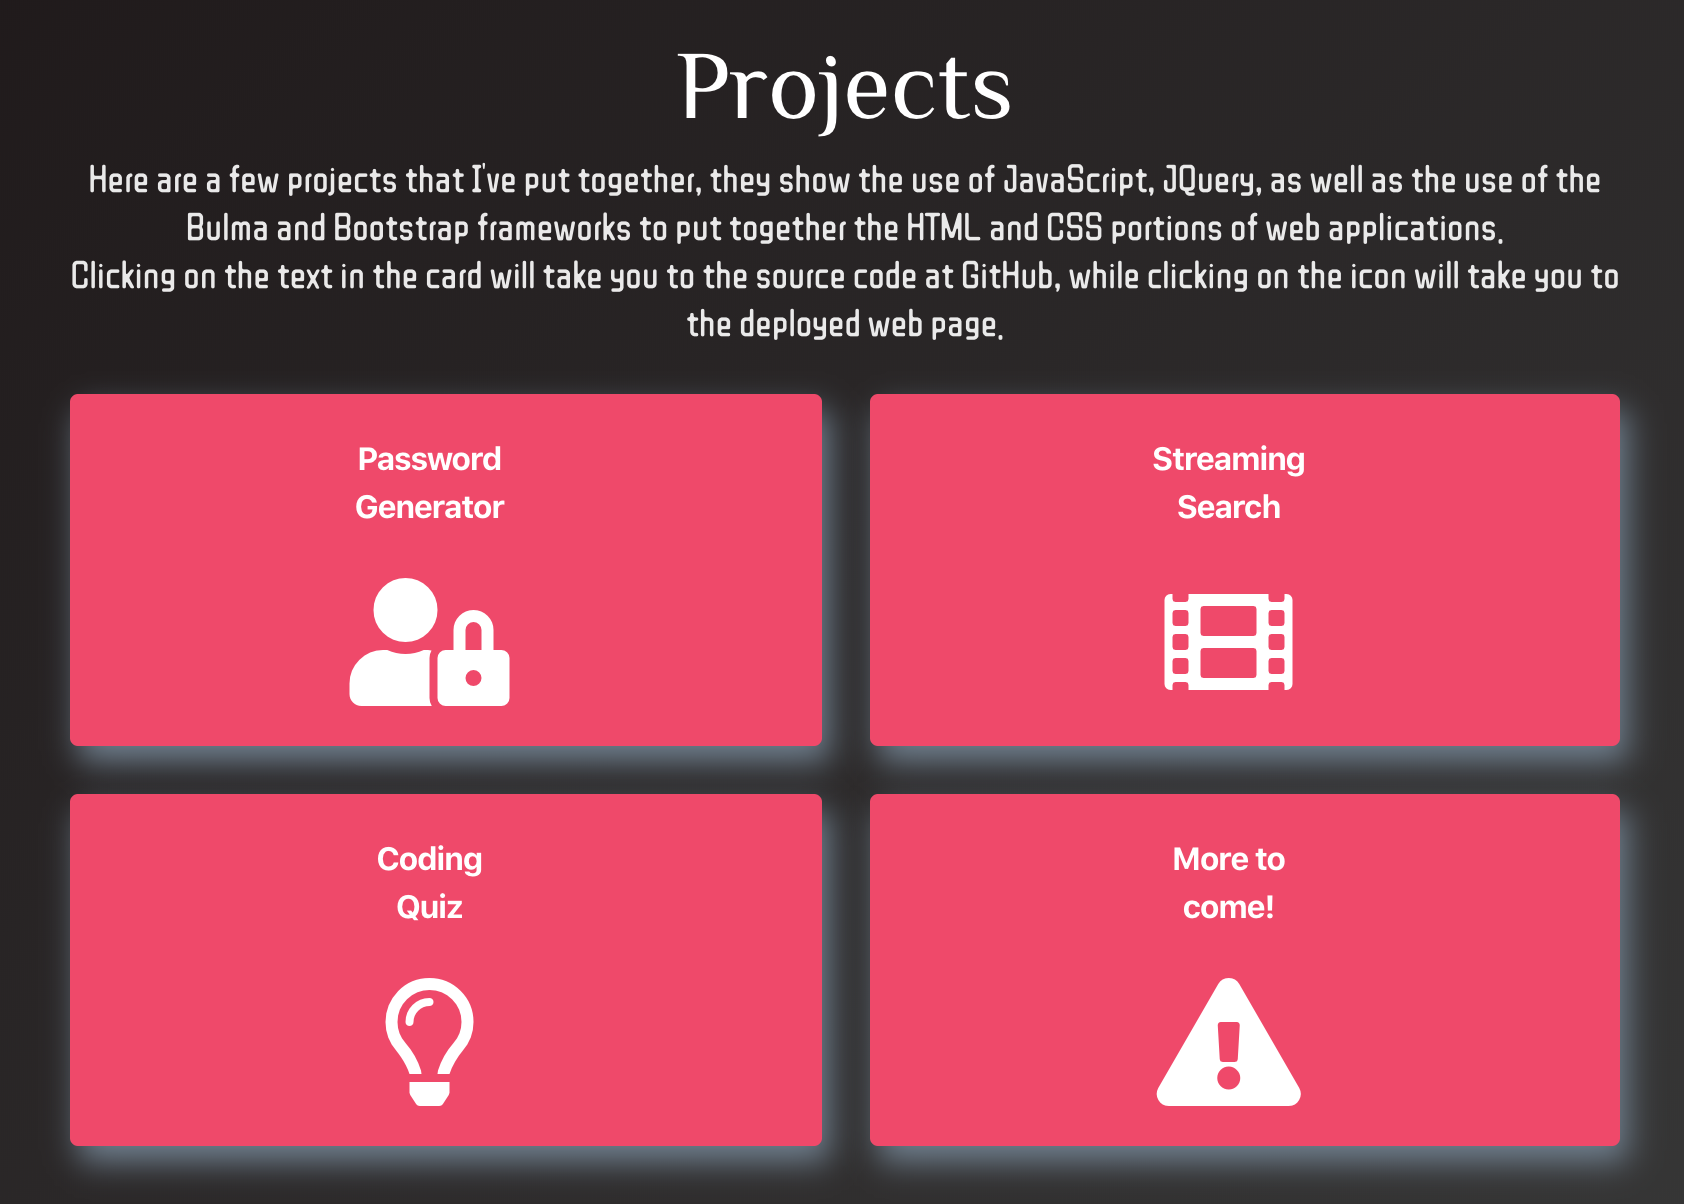 Projects
Here are a few projects that I've put together, they show the use of JavaScript, JQuery, as well as the use of the
Bulma and Bootstrap frameworks to put together the HTML and CSS portions of web applications.
Clicking on the text in the card will take you to the source code at GitHub, while clicking on the icon will take you to
the deployed web page.
Password
Generator
Streaming
Search
Coding
Quiz
More to
come!